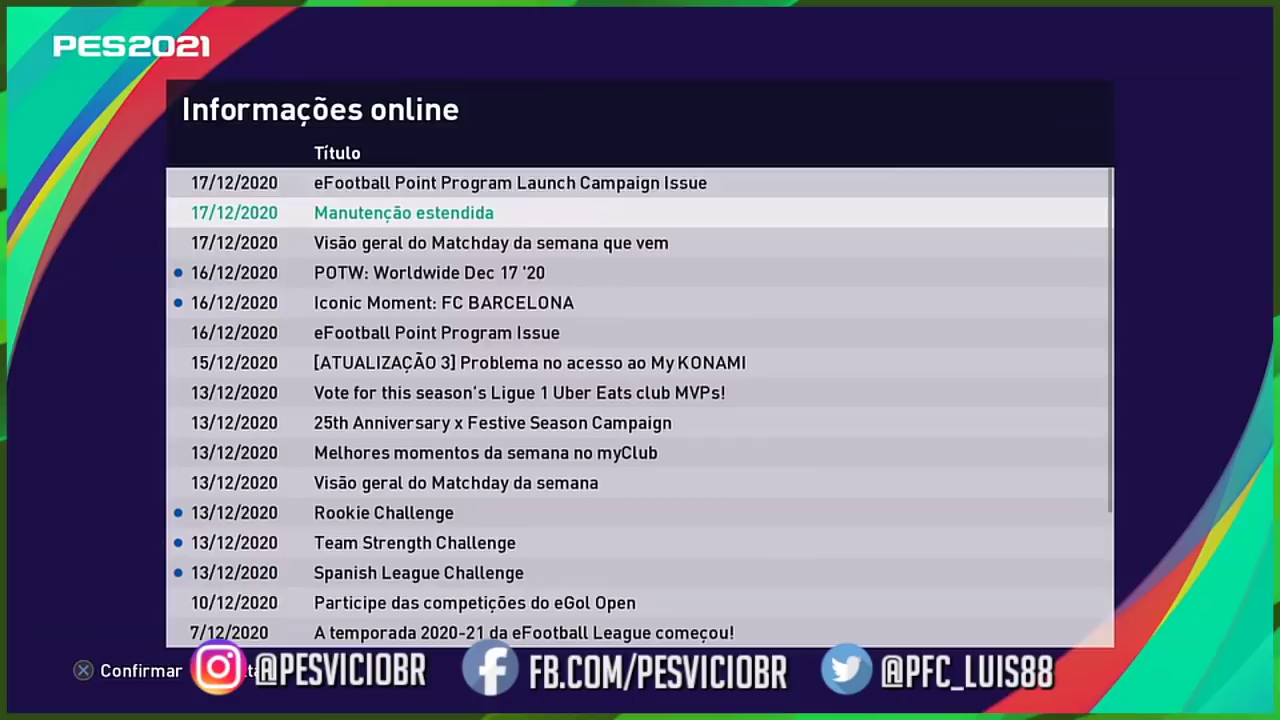 PES2021
Informações online
Título
17/12/2020 eFootball Point Program Launch Campaign Issue
17/12/2020 Manutenção estendida
17/12/2020 Visão geral do Matchday da semana que vem
16/12/2020 POTW: Worldwide Dec 17 '20
16/12/2020 Iconic Moment: FC BARCELONA
16/12/2020 eFootball Point Program Issue
15/12/2020 [ATUALIZAÇÃO 3] Problema no acesso ao My KONAMI
13/12/2020 Vote for this season's Ligue 1 Uber Eats club MVPs!
13/12/2020 25th Anniversary x Festive Season Campaign
13/12/2020 Melhores momentos da semana no myClub
13/12/2020 Visão geral do Matchday da semana
13/12/2020 Rookie Challenge
13/12/2020 Team Strength Challenge
13/12/2020 Spanish League Challenge
10/12/2020 Participe das competições do eGol Open
7/12/2020 A temporada 2020-21 da eFootball League começou!
Confirmar @PESVICIOBR FB.COM/PESVICIOBR @PFC_LUIS88